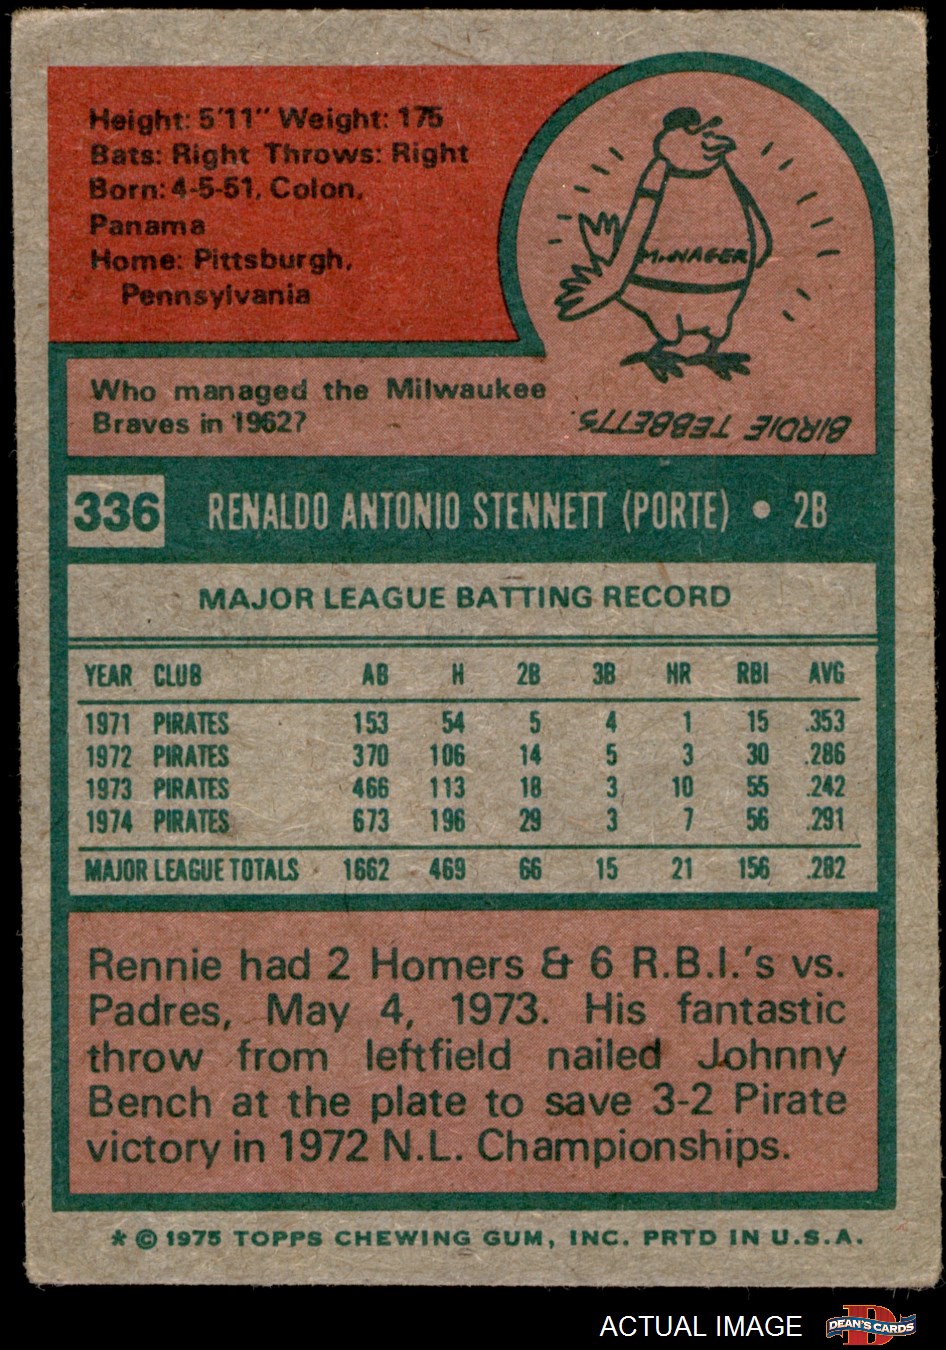 Height: 5'11" Weight: 175
Bats: Right Throws: Right
Born: 4-5-51, Colon,
Panama
Home: Pittsburgh,
Pennsylvania
MANAGER
Who managed the Milwaukee
Braves in 1962?
BIRDIE TEBBETTS.
336 RENALDO ANTONIO STENNETT (PORTE) • 2B
MAJOR LEAGUE BATTING RECORD
YEAR CLUB AB H 2B 3B HR RBI AVG
1971 PIRATES 153 54 5 4 1 15 .353
1972 PIRATES 370 106 14 5 3 30 .286
1973 PIRATES 466 113 18 3 10 55 .242
1974 PIRATES 673 196 29 3 7 56 .291
MAJOR LEAGUE TOTALS 1662 469 66 15 21 156 .282
Rennie had 2 Homers & 6 R.B.I.'s vs.
Padres, May 4, 1973. His fantastic
throw from leftfield nailed Johnny
Bench at the plate to save 3-2 Pirate
victory in 1972 N.L. Championships.
* © 1975 TOPPS CHEWING GUM, INC. PRTD IN U.S.A.
ACTUAL IMAGE
D
DEAN'S CARDS